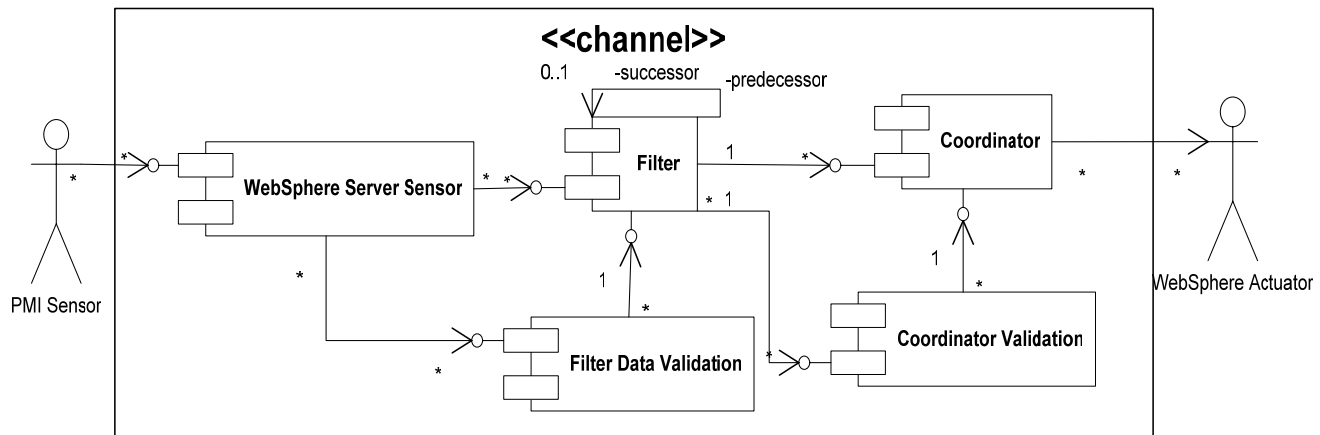 <<channel>>
0..1
-successor
-predecessor
*
*
WebSphere Server Sensor
*
*
Filter
1
*
Coordinator
*
*
*
1
*
1
*
Filter Data Validation
*
*
1
*
Coordinator Validation
PMI Sensor
WebSphere Actuator